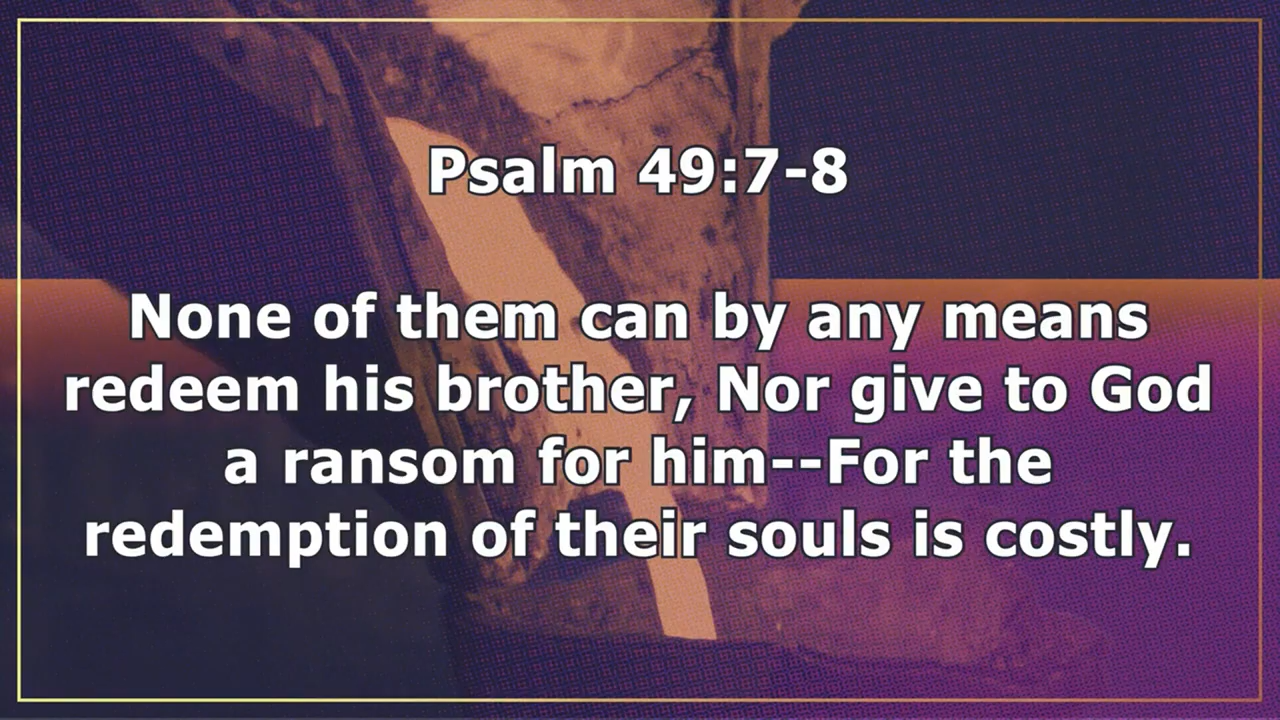 Psalm 49:7-8
None of them can by any means
redeem his brother, Nor give to God
a ransom for him--For the
redemption of their souls is costly.